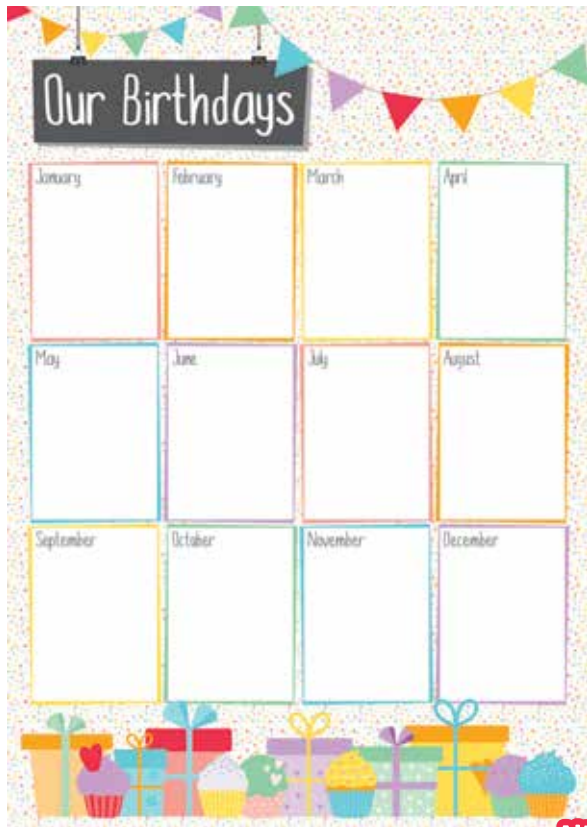 Our Birthdays
January February March April
May June July August
September October November December